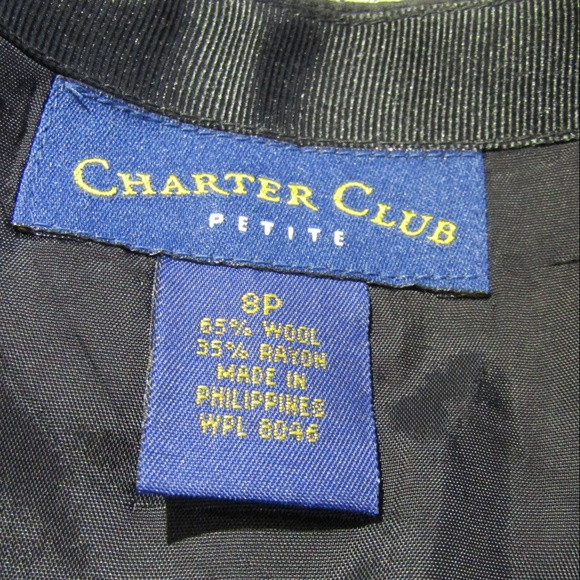 CHARTER CLUB
PETITE
8P
65% WOOL
35% RAYON
MADE IN
PHILIPPINES
WPL 8046